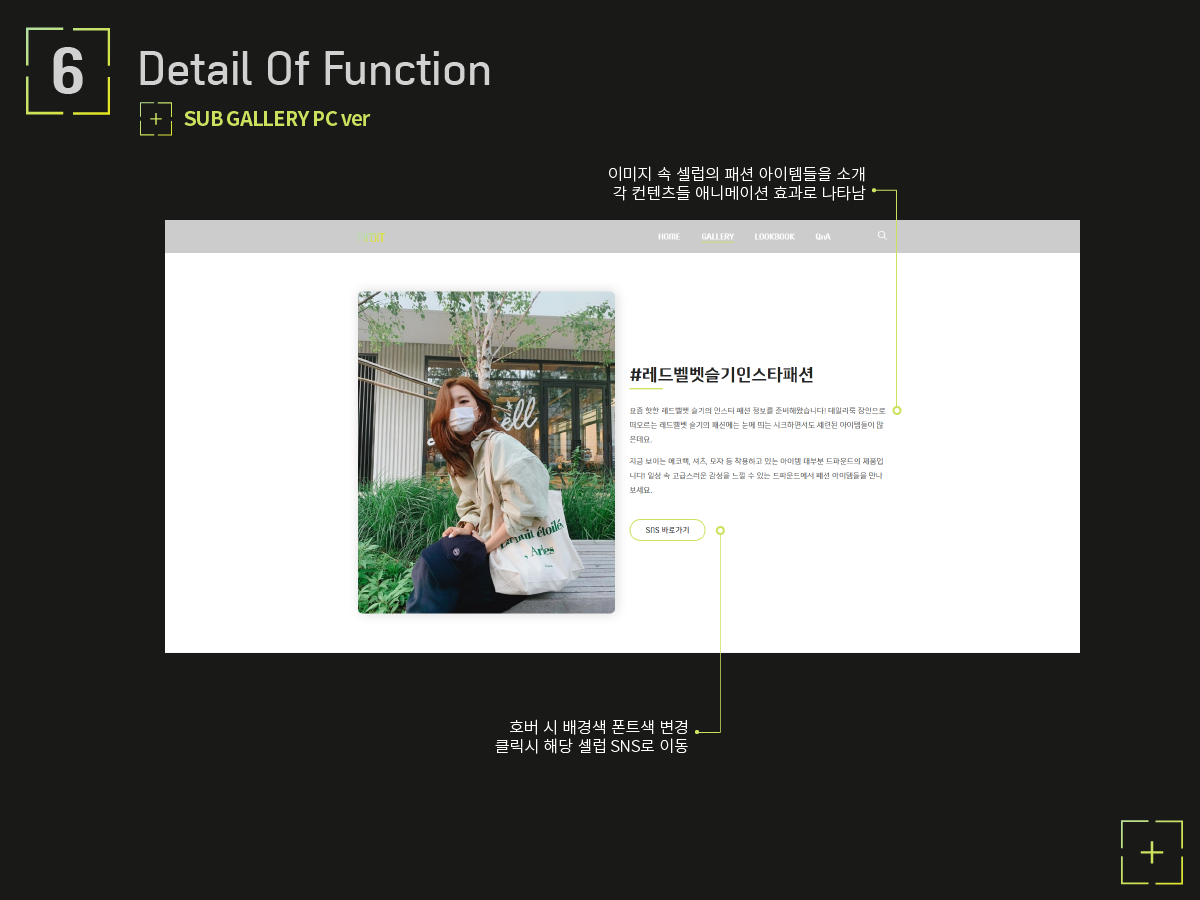 6
Detail Of Function
SUB GALLERY PC ver
이미지 속 셀럽의 패션 아이템들을 소개
각 컨텐츠들 애니메이션 효과로 나타남
HOME GALLERY LOOKBOOK QnA
#레드벨벳슬기인스타패션
요즘 핫한 레드벨벳 슬기의 인스타 패션 정보를 준비해왔습니다! 데일리룩 장인으로
떠오르는 레드벨벳 슬기의 패션에는 눈에 띄는 시크하면서도 세련된 아이템들이 많
은데요.
지금 보이는 에코백, 셔츠, 모자 등 착용하고 있는 아이템 대부분 드파운드의 제품입
니다! 일상 속 고급스러운 감성을 느낄 수 있는 드파운드에서 패션 아이템들을 만나
보세요.
ell
nuit étoilé
Arles
SNS 바로가기
호버 시 배경색 폰트색 변경
클릭시 해당 셀럽 SNS로 이동